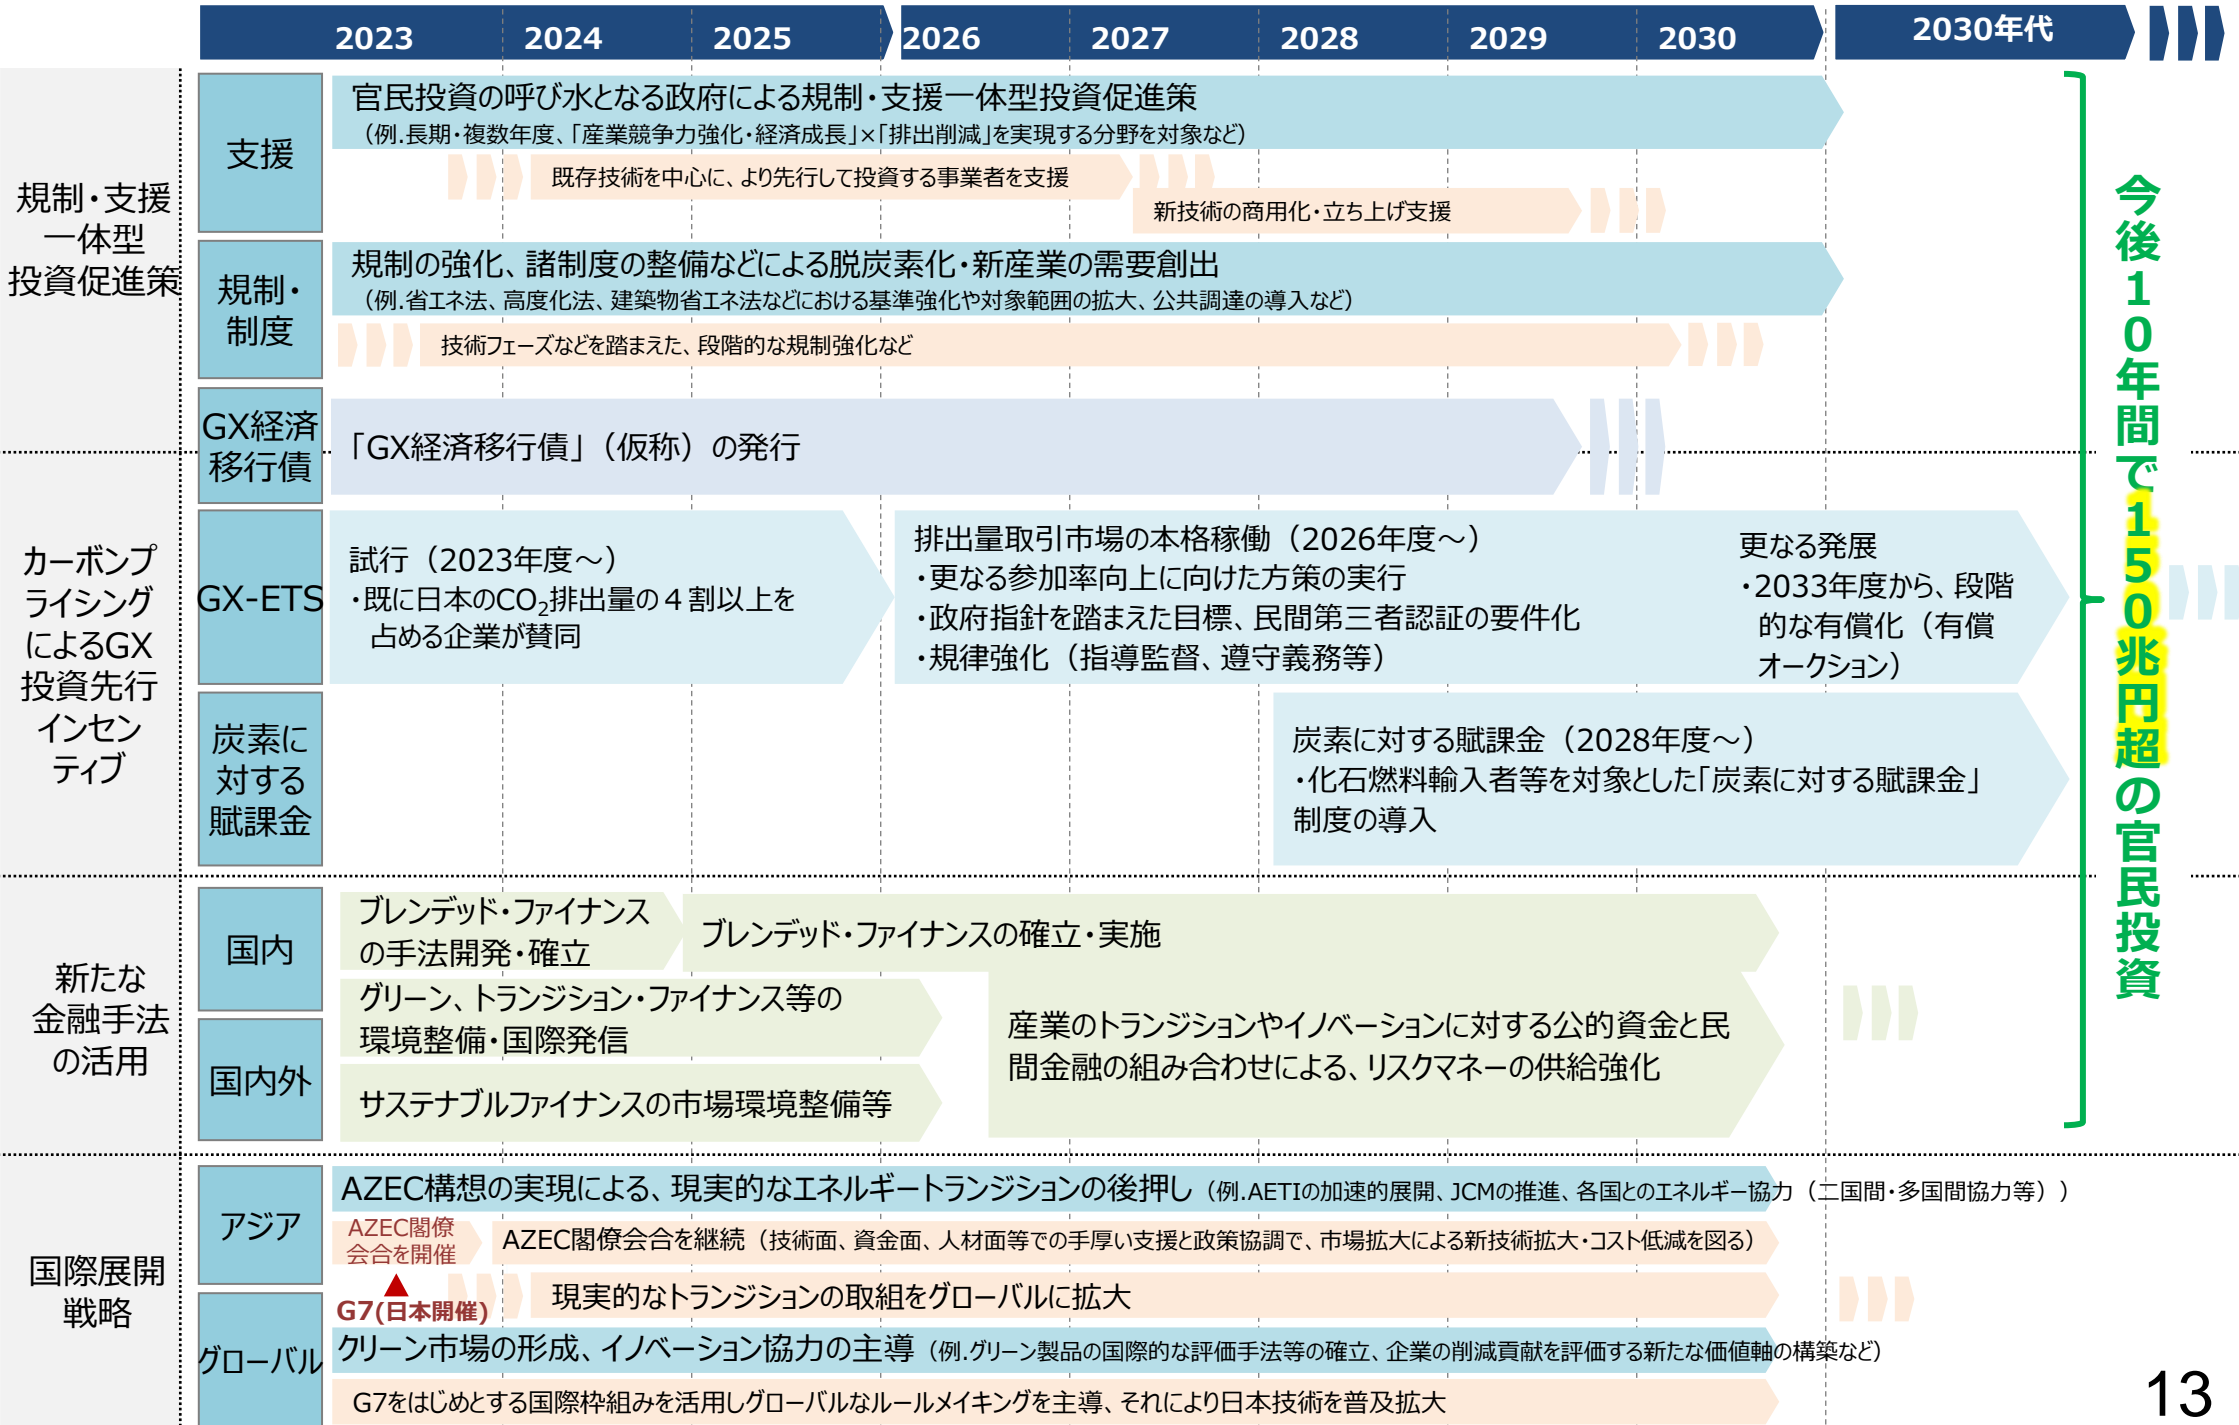 2023
2024
2025
2026
2027
2028
2029
2030
2030年代
規制・支援
一体型
投資促進策
支援
官民投資の呼び水となる政府による規制・支援一体型投資促進策
（例.長期・複数年度、「産業競争力強化・経済成長」×「排出削減」を実現する分野を対象など）
既存技術を中心に、より先行して投資する事業者を支援
新技術の商用化・立ち上げ支援
規制・
制度
規制の強化、諸制度の整備などによる脱炭素化・新産業の需要創出
（例.省エネ法、高度化法、建築物省エネ法などにおける基準強化や対象範囲の拡大、公共調達の導入など）
技術フェーズなどを踏まえた、段階的な規制強化など
GX経済
移行債
「GX経済移行債」（仮称）の発行
カーボンプ
ライシング
によるGX
投資先行
インセン
ティブ
GX-ETS
試行（2023年度～）
・既に日本のCO₂排出量の４割以上を
占める企業が賛同
排出量取引市場の本格稼働（2026年度～）
・更なる参加率向上に向けた方策の実行
・政府指針を踏まえた目標、民間第三者認証の要件化
・規律強化（指導監督、遵守義務等）
更なる発展
・2033年度から、段階
的な有償化（有償
オークション）
炭素に
対する
賦課金
炭素に対する賦課金（2028年度～）
・化石燃料輸入者等を対象とした「炭素に対する賦課金」
制度の導入
新たな
金融手法
の活用
国内
ブレンデッド・ファイナンス
の手法開発・確立
ブレンデッド・ファイナンスの確立・実施
国内外
グリーン、トランジション・ファイナンス等の
環境整備・国際発信
サステナブルファイナンスの市場環境整備等
産業のトランジションやイノベーションに対する公的資金と民
間金融の組み合わせによる、リスクマネーの供給強化
国際展開
戦略
アジア
AZEC構想の実現による、現実的なエネルギートランジションの後押し（例.AETIの加速的展開、JCMの推進、各国とのエネルギー協力（二国間・多国間協力等））
AZEC閣僚
会合を開催
AZEC閣僚会合を継続（技術面、資金面、人材面等での手厚い支援と政策協調で、市場拡大による新技術拡大・コスト低減を図る）
G7(日本開催)
現実的なトランジションの取組をグローバルに拡大
グローバル
クリーン市場の形成、イノベーション協力の主導（例.グリーン製品の国際的な評価手法等の確立、企業の削減貢献を評価する新たな価値軸の構築など）
G7をはじめとする国際枠組みを活用しグローバルなルールメイキングを主導、それにより日本技術を普及拡大
今後１０年間で１５０兆円超の官民投資
13